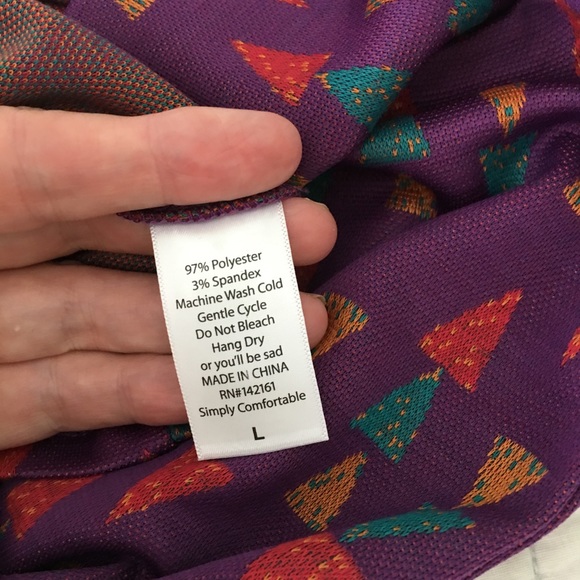 97% Polyester
3% Spandex
Machine Wash Cold
Gentle Cycle
Do Not Bleach
Hang Dry
or you'll be sad
MADE IN CHINA
RN#142161
Simply Comfortable
L